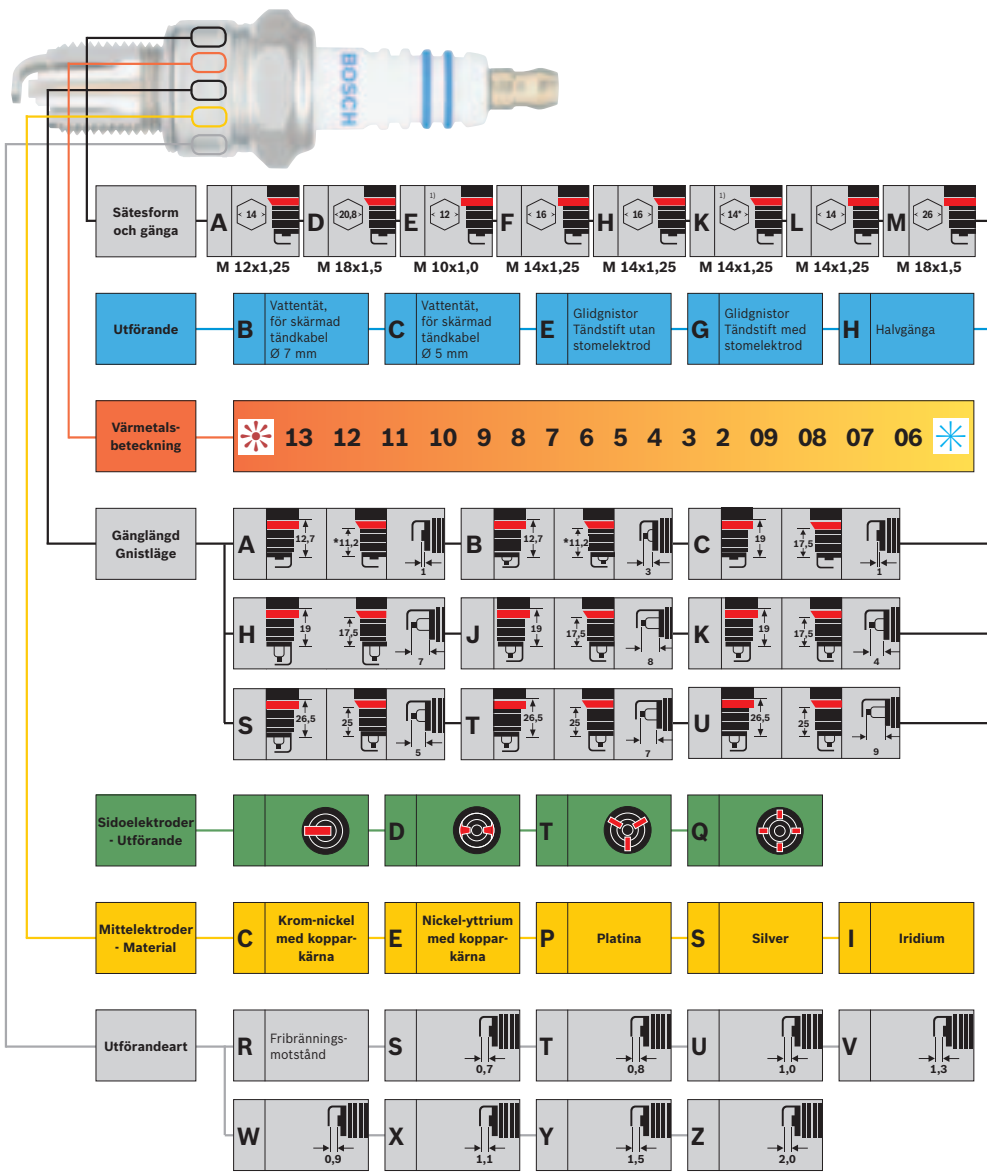 BOSCH
Sätesform
och gänga
A < 14 > D < 20,8 > E 1) < 12 > F < 16 > H < 16 > K 1) < 14* > L < 14 > M < 26 >
M 12x1,25 M 18x1,5 M 10x1,0 M 14x1,25 M 14x1,25 M 14x1,25 M 14x1,25 M 18x1,5
Utförande
B
Vattentät,
för skärmad
tändkabel
Ø 7 mm
C
Vattentät,
för skärmad
tändkabel
Ø 5 mm
E
Glidgnistor
Tändstift utan
stomelektrod
G
Glidgnistor
Tändstift med
stomelektrod
H Halvgänga
Värmetals-
beteckning
13 12 11 10 9 8 7 6 5 4 3 2 09 08 07 06
Gänglängd
Gnistläge
A 12,7 *11,2 1
B 12,7 *11,2 3
C 19 17,5 1
H 19 17,5 7
J 19 17,5 8
K 19 17,5 4
S 26,5 25 5
T 26,5 25 7
U 26,5 25 9
Sidoelektroder
- Utförande
D T Q
Mittelektroder
- Material
C
Krom-nickel
med koppar-
kärna
E
Nickel-yttrium
med koppar-
kärna
P Platina
S Silver
I Iridium
Utförandeart
R
Fribrännings-
motstånd
S 0,7
T 0,8
U 1,0
V 1,3
W 0,9
X 1,1
Y 1,5
Z 2,0